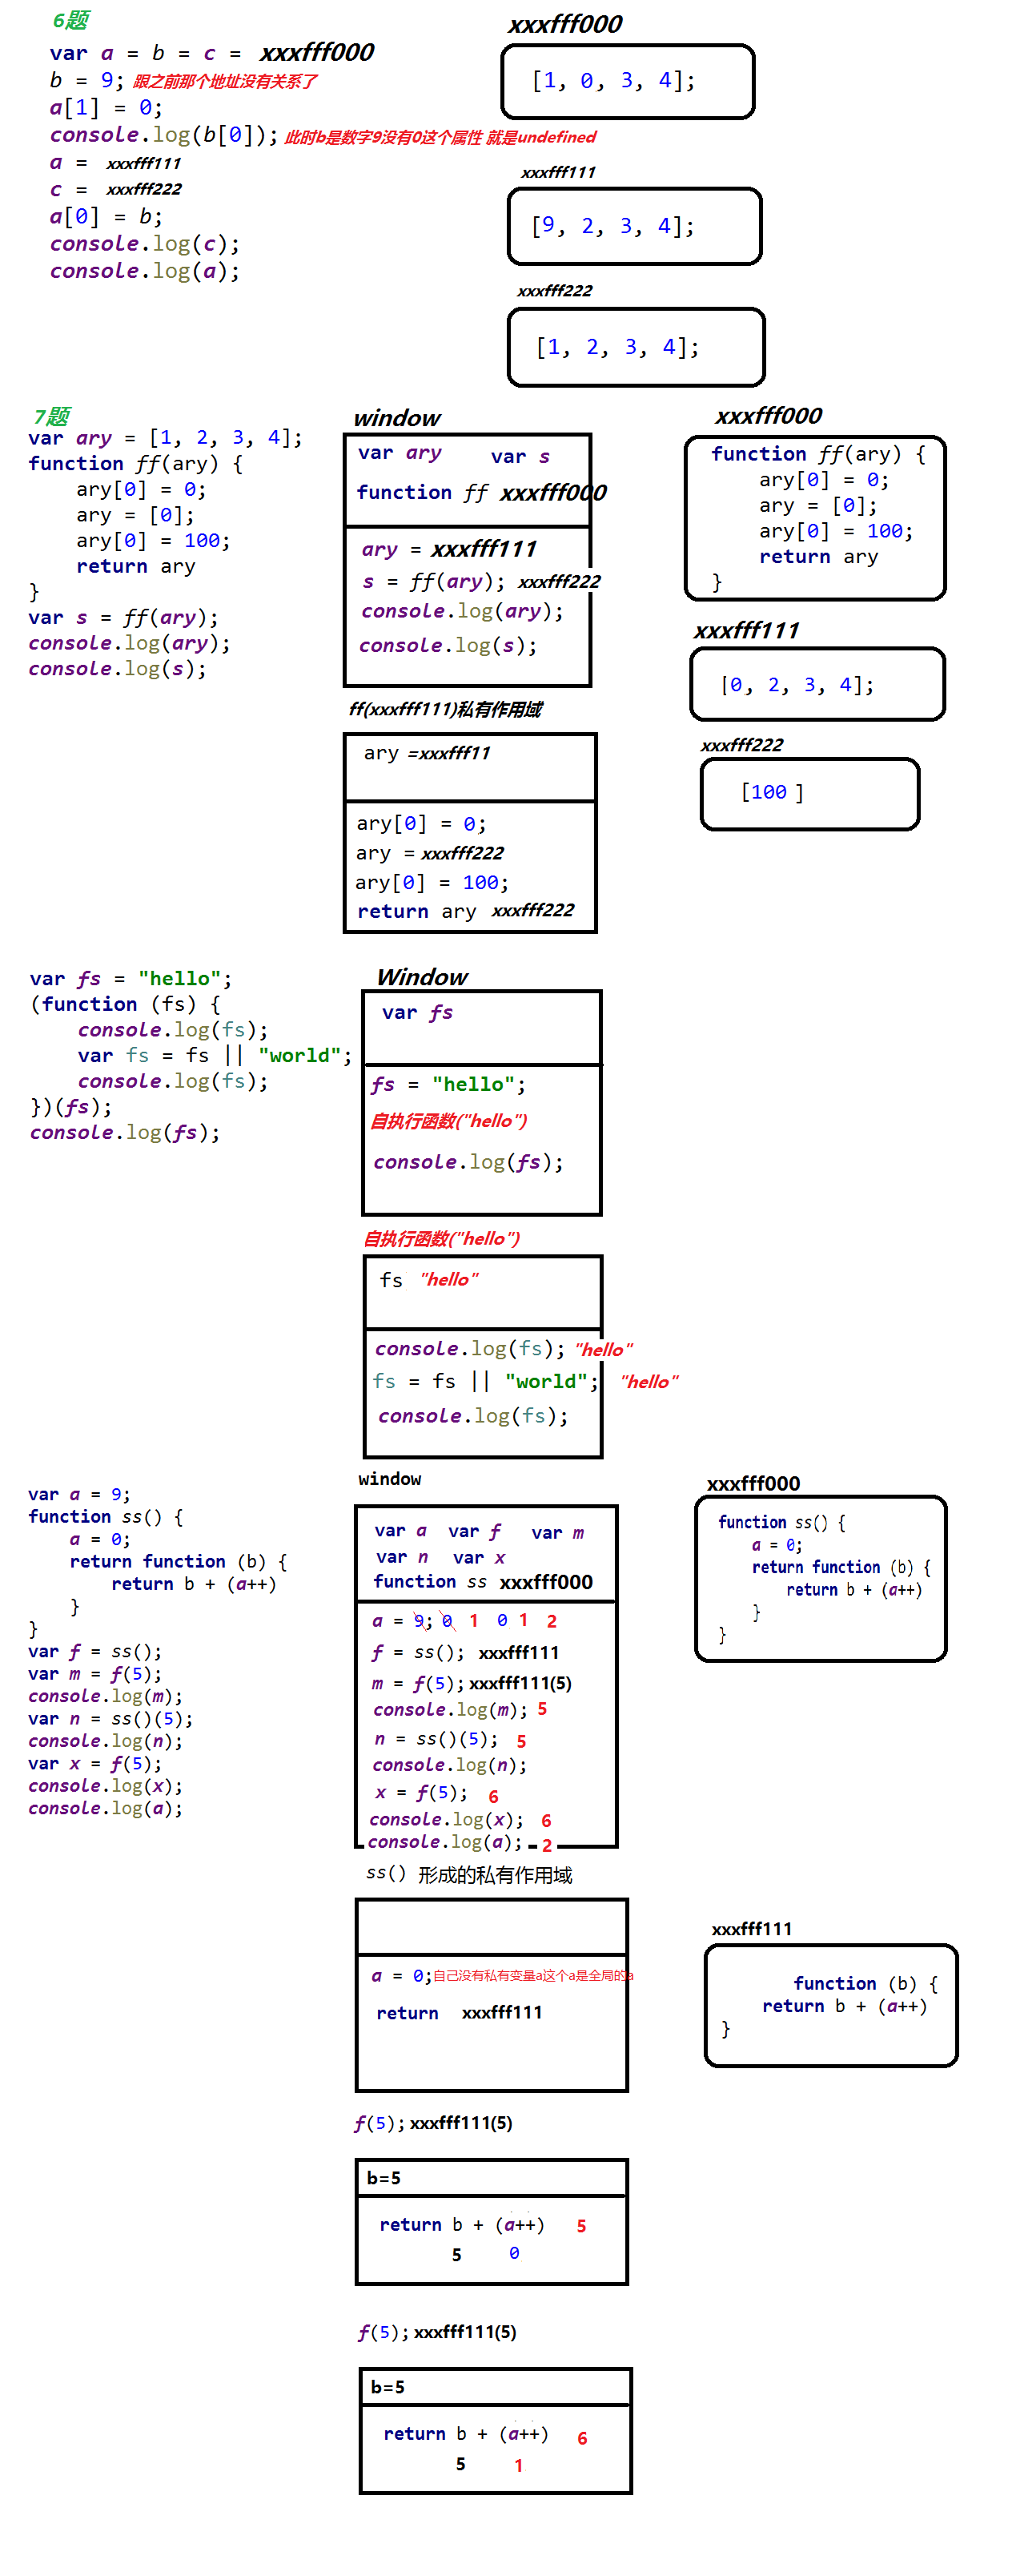 6题
var a = b = c = xxxfff000
b = 9; 跟之前那个地址没有关系了
a[1] = 0;
console.log(b[0]); 此时b是数字9没有0这个属性 就是undefined
a = xxxfff111
c = xxxfff222
a[0] = b;
console.log(c);
console.log(a);
xxxfff000
[1, 0, 3, 4];
xxxfff111
[9, 2, 3, 4];
xxxfff222
[1, 2, 3, 4];
7题
var ary = [1, 2, 3, 4];
function ff(ary) {
ary[0] = 0;
ary = [0];
ary[0] = 100;
return ary
}
var s = ff(ary);
console.log(ary);
console.log(s);
window
var ary var s
function ff xxxfff000
ary = xxxfff111
s = ff(ary); xxxfff222
console.log(ary);
console.log(s);
ff(xxxfff111)私有作用域
ary =xxxfff11
ary[0] = 0;
ary = xxxfff222
ary[0] = 100;
return ary xxxfff222
xxxfff000
function ff(ary) {
ary[0] = 0;
ary = [0];
ary[0] = 100;
return ary
}
xxxfff111
[0, 2, 3, 4];
xxxfff222
[100 ]
var fs = "hello";
(function (fs) {
console.log(fs);
var fs = fs || "world";
console.log(fs);
})(fs);
console.log(fs);
Window
var fs
fs = "hello";
自执行函数("hello")
console.log(fs);
自执行函数("hello")
fs "hello"
console.log(fs); "hello"
fs = fs || "world"; "hello"
console.log(fs);
var a = 9;
function ss() {
a = 0;
return function (b) {
return b + (a++)
}
}
var f = ss();
var m = f(5);
console.log(m);
var n = ss()(5);
console.log(n);
var x = f(5);
console.log(x);
console.log(a);
window
var a var f var m
var n var x
function ss xxxfff000
a = 9; 0 1 0 1 2
f = ss(); xxxfff111
m = f(5); xxxfff111(5)
console.log(m); 5
n = ss()(5); 5
console.log(n);
x = f(5); 6
console.log(x); 6
console.log(a); 2
xxxfff000
function ss() {
a = 0;
return function (b) {
return b + (a++)
}
}
ss() 形成的私有作用域
a = 0;自己没有私有变量a这个a是全局的a
return xxxfff111
xxxfff111
function (b) {
return b + (a++)
}
f(5); xxxfff111(5)
b=5
return b + (a++) 5
5 0
f(5); xxxfff111(5)
b=5
return b + (a++) 6
5 1